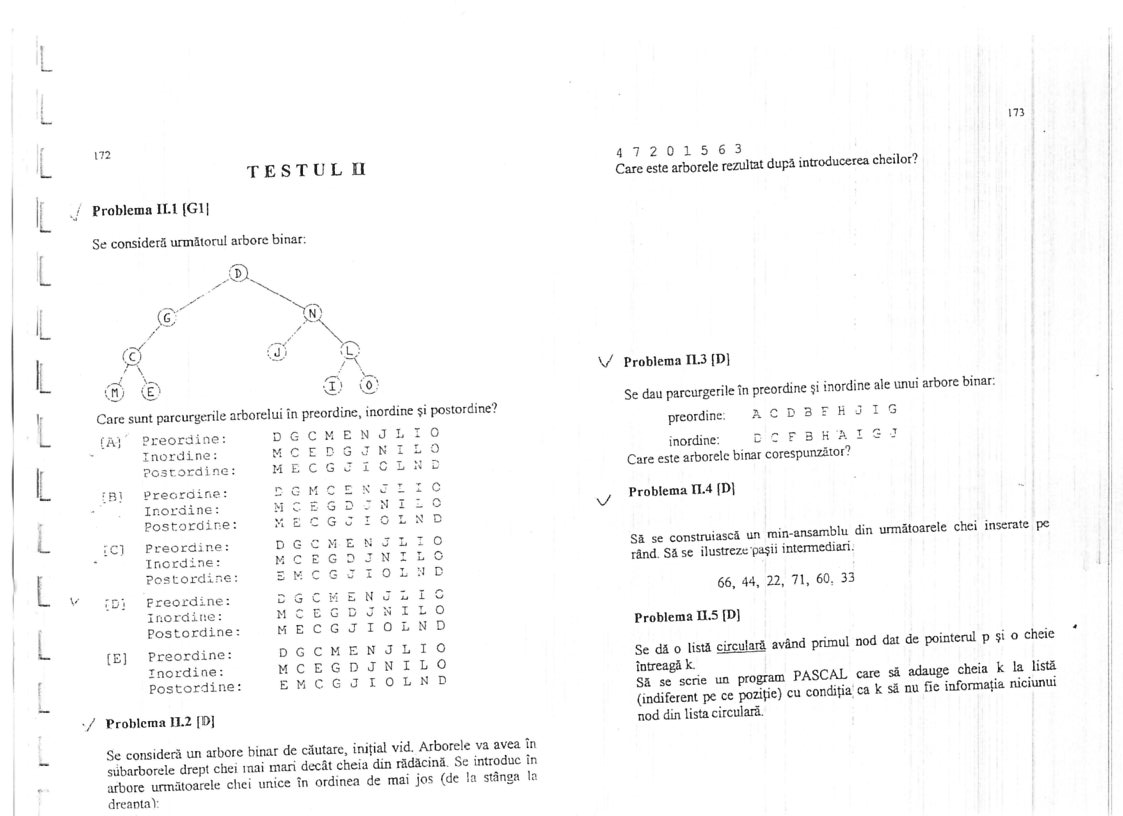 172
TESTUL II
Problema II.1 [G1]
Se consideră următorul arbore binar:
D
G N
C J L
M E I O
Care sunt parcurgerile arborelui în preordine, inordine şi postordine?
[A] Preordine: D G C M E N J L I O
Inordine: M C E D G J N I L O
Postordine: M E C G J I O L N D
[B] Preordine: D G M C E N J L I O
Inordine: M C E G D J N I L O
Postordine: M E C G J I O L N D
[C] Preordine: D G C M E N J L I O
Inordine: M C E G D J N I L O
Postordine: E M C G J I O L N D
[D] Preordine: D G C M E N J L I O
Inordine: M C E G D J N I L O
Postordine: M E C G J I O L N D
[E] Preordine: D G C M E N J L I O
Inordine: M C E G D J N I L O
Postordine: E M C G J I O L N D
Problema II.2 [D]
Se consideră un arbore binar de căutare, iniţial vid. Arborele va avea în
subarborele drept chei mai mari decât cheia din rădăcină. Se introduc în
arbore următoarele chei unice în ordinea de mai jos (de la stânga la
dreapta):
173
4 7 2 0 1 5 6 3
Care este arborele rezultat după introducerea cheilor?
Problema II.3 [D]
Se dau parcurgerile în preordine şi inordine ale unui arbore binar:
preordine: A C D B F H J I G
inordine: D C F B H A I G J
Care este arborele binar corespunzător?
Problema II.4 [D]
Să se construiască un min-ansamblu din următoarele chei inserate pe
rând. Să se ilustreze paşii intermediari.
66, 44, 22, 71, 60, 33
Problema II.5 [D]
Se dă o listă circulară având primul nod dat de pointerul p şi o cheie
întreagă k.
Să se scrie un program PASCAL care să adauge cheia k la listă
(indiferent pe ce poziţie) cu condiţia ca k să nu fie informaţia niciunui
nod din lista circulară.